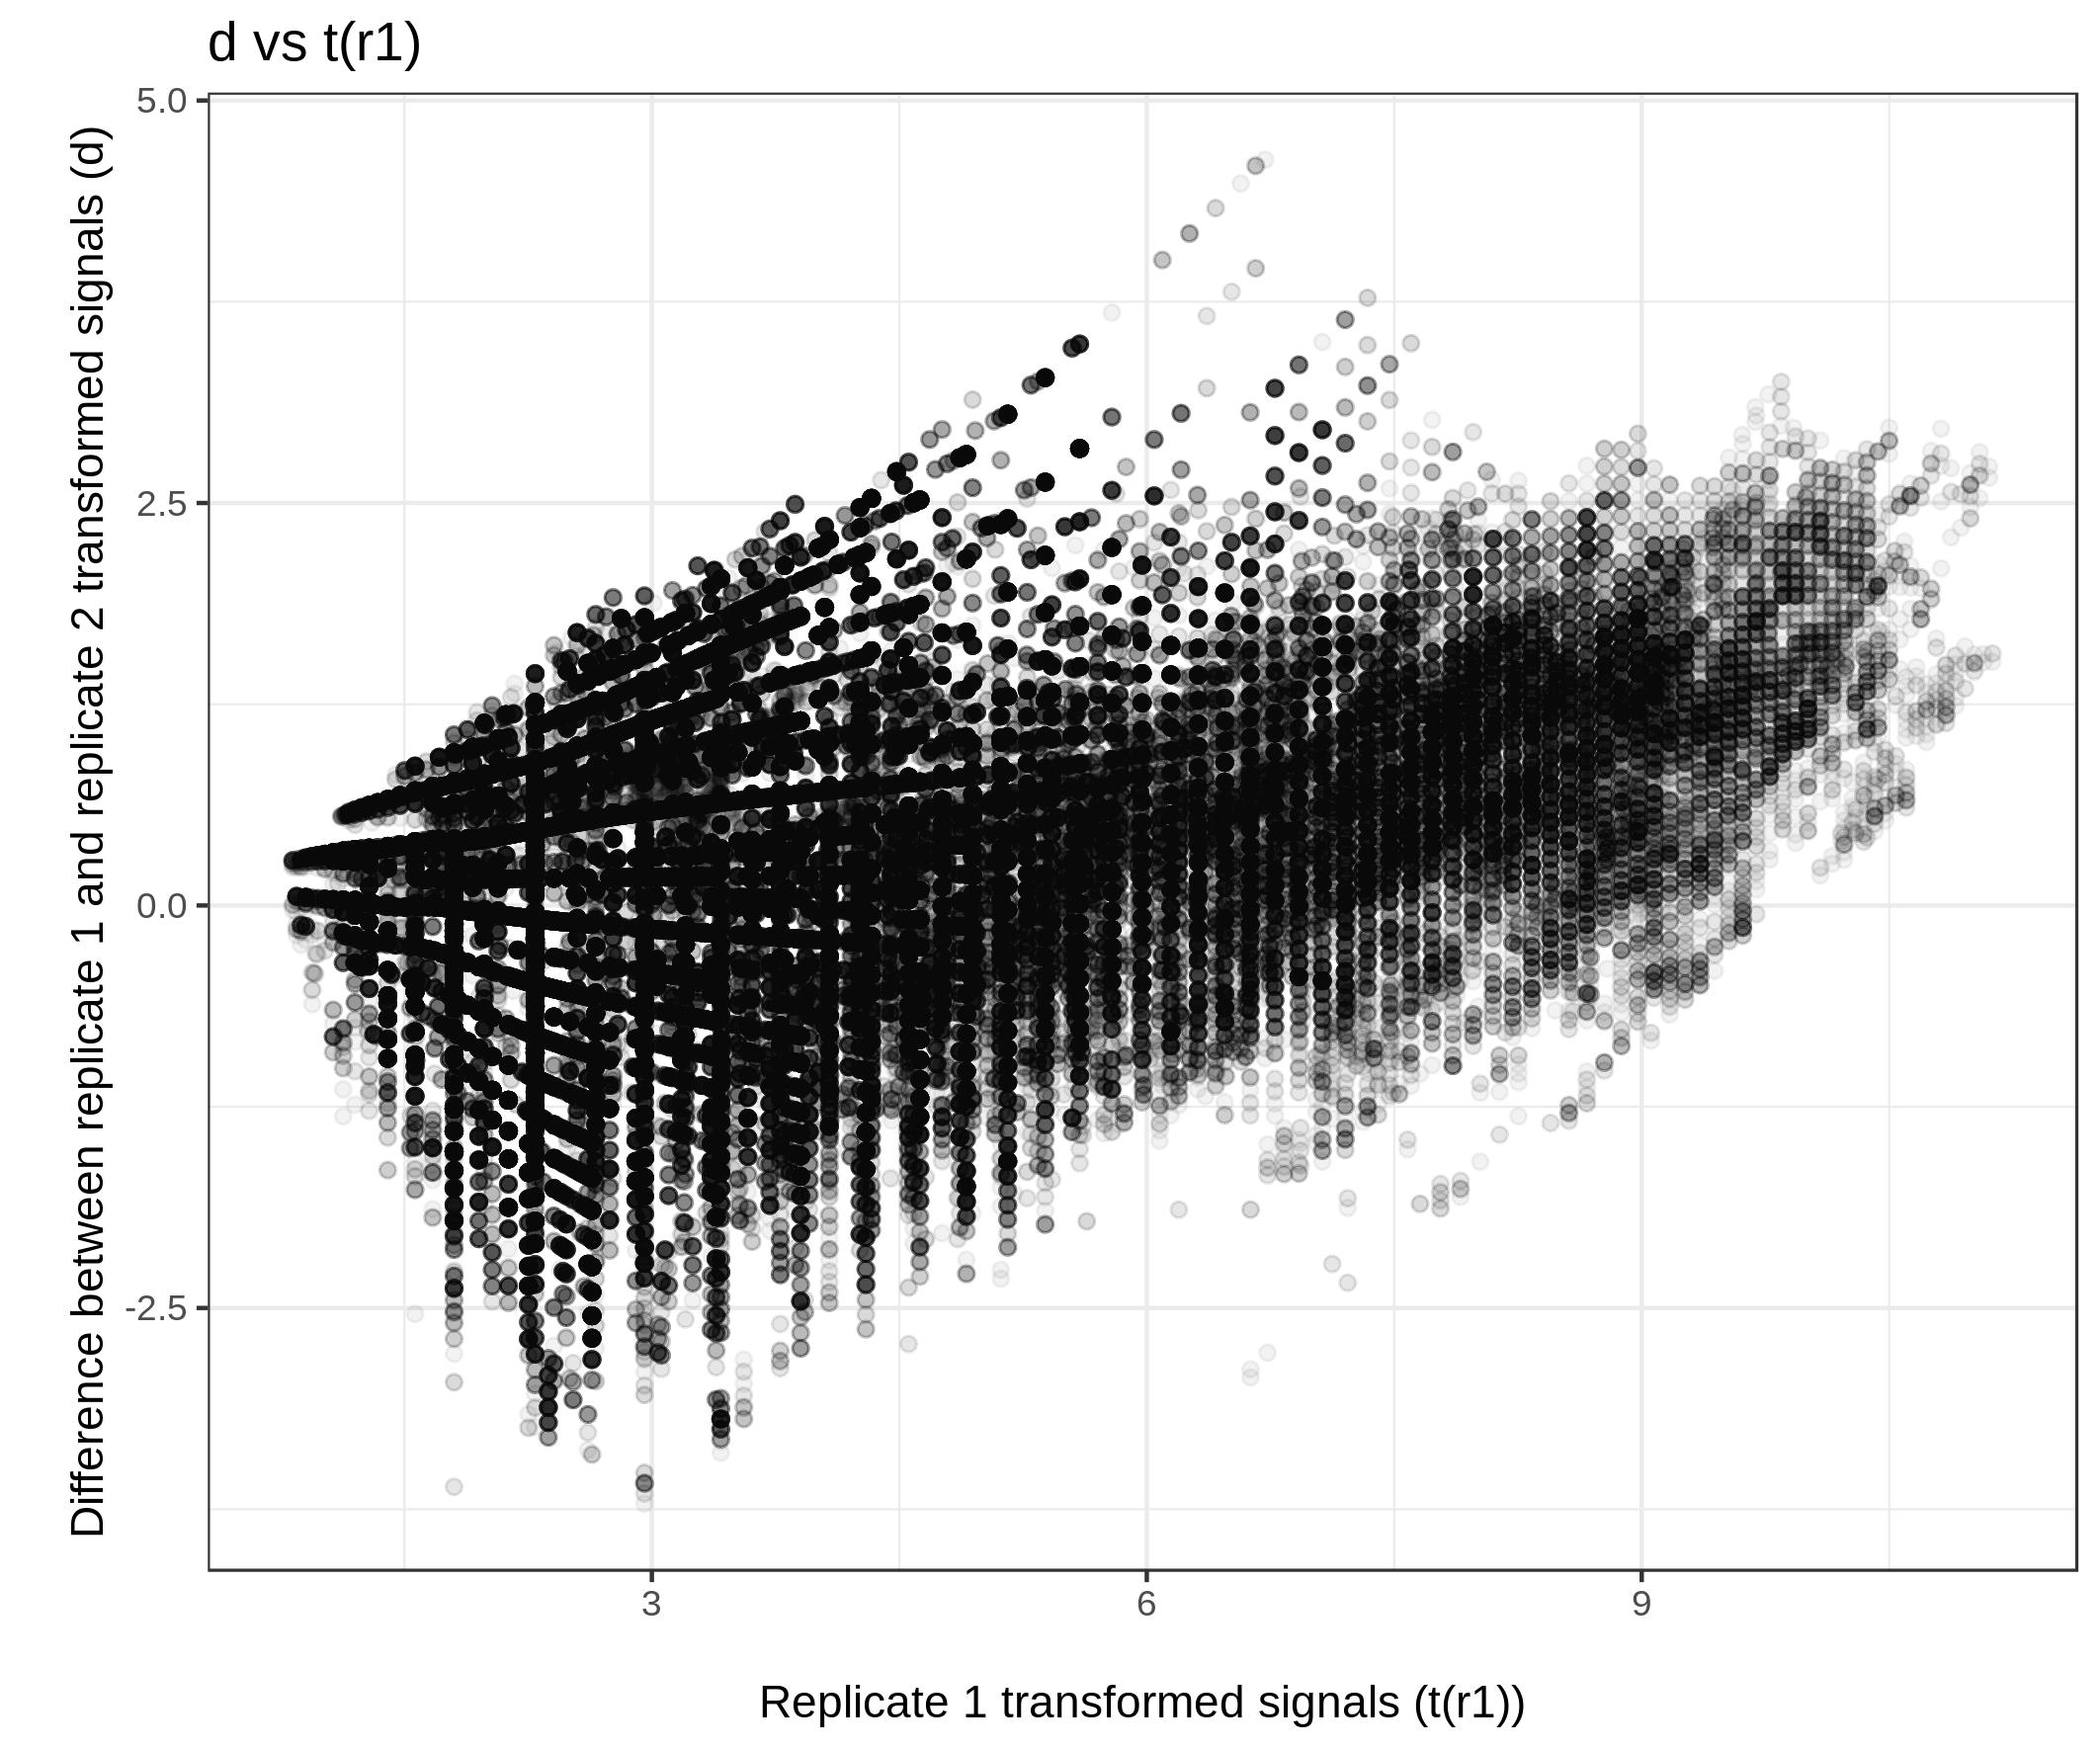 d vs t(r1)
Difference between replicate 1 and replicate 2 transformed signals (d)
5.0
2.5
0.0
-2.5
3 6 9
Replicate 1 transformed signals (t(r1))